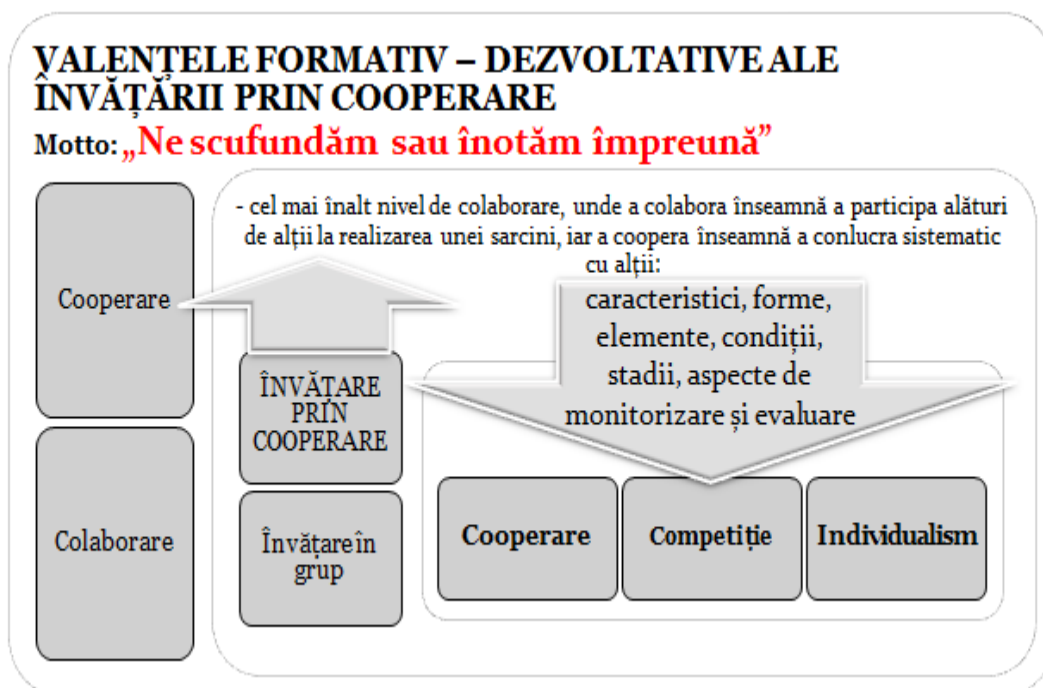 VALENȚELE FORMATIV – DEZVOLTATIVE ALE
ÎNVĂȚĂRII PRIN COOPERARE
Motto: „Ne scufundăm sau înotăm împreună”
- cel mai înalt nivel de colaborare, unde a colabora înseamnă a participa alături
de alții la realizarea unei sarcini, iar a coopera înseamnă a conlucra sistematic
cu alții:
caracteristici, forme,
elemente, condiții,
stadii, aspecte de
monitorizare și evaluare
Cooperare
Colaborare
ÎNVĂȚARE
PRIN
COOPERARE
Învățare în
grup
Cooperare
Competiție
Individualism